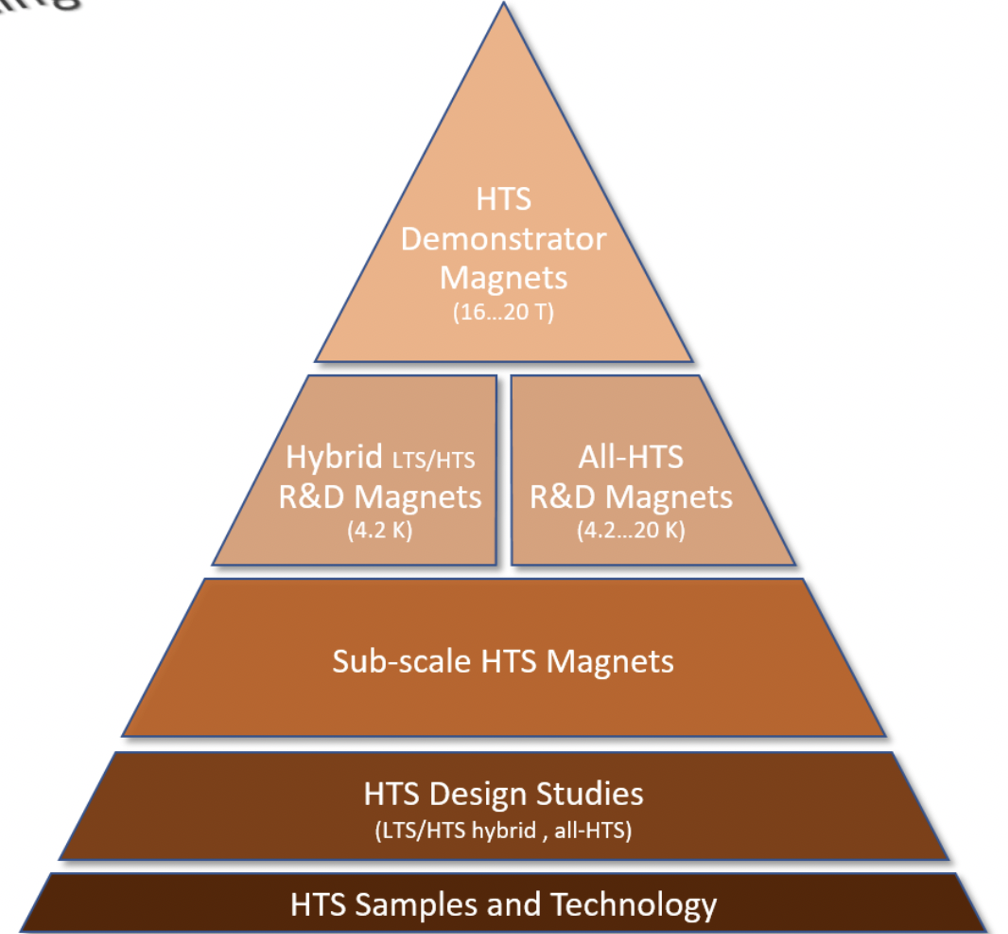 HTS
Demonstrator
Magnets
(16...20 T)
Hybrid LTS/HTS
R&D Magnets
(4.2 K)
All-HTS
R&D Magnets
(4.2...20 K)
Sub-scale HTS Magnets
HTS Design Studies
(LTS/HTS hybrid , all-HTS)
HTS Samples and Technology